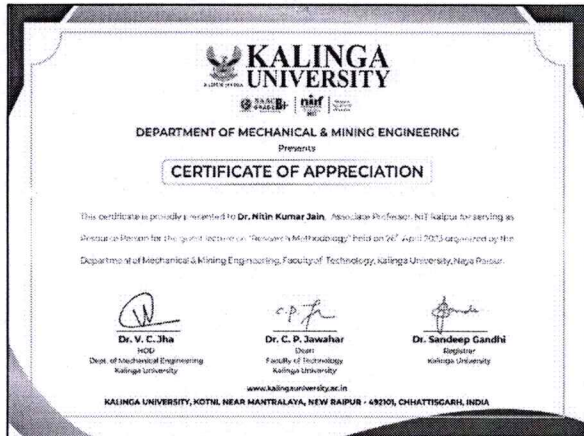 KALINGA
UNIVERSITY
NAAC
GRADE B+ nirf
DEPARTMENT OF MECHANICAL & MINING ENGINEERING
Presents
CERTIFICATE OF APPRECIATION
This certificate is proudly presented to Dr. Nitin Kumar Jain, Associate Professor, NIT Raipur for serving as
Resource Person for the guest lecture on "Research Methodology" held on 26th April 2023 organized by the
Department of Mechanical & Mining Engineering, Faculty of Technology, Kalinga University, Naya Raipur.
Dr. V. C. Jha
HOD
Dept. of Mechanical Engineering
Kalinga University
C.P.
Dr. C. P. Jawahar
Dean
Faculty of Technology
Kalinga University
Dr. Sandeep Gandhi
Registrar
Kalinga University
www.kalingauniversity.ac.in
KALINGA UNIVERSITY, KOTNI, NEAR MANTRALAYA, NEW RAIPUR - 492101, CHHATTISGARH, INDIA